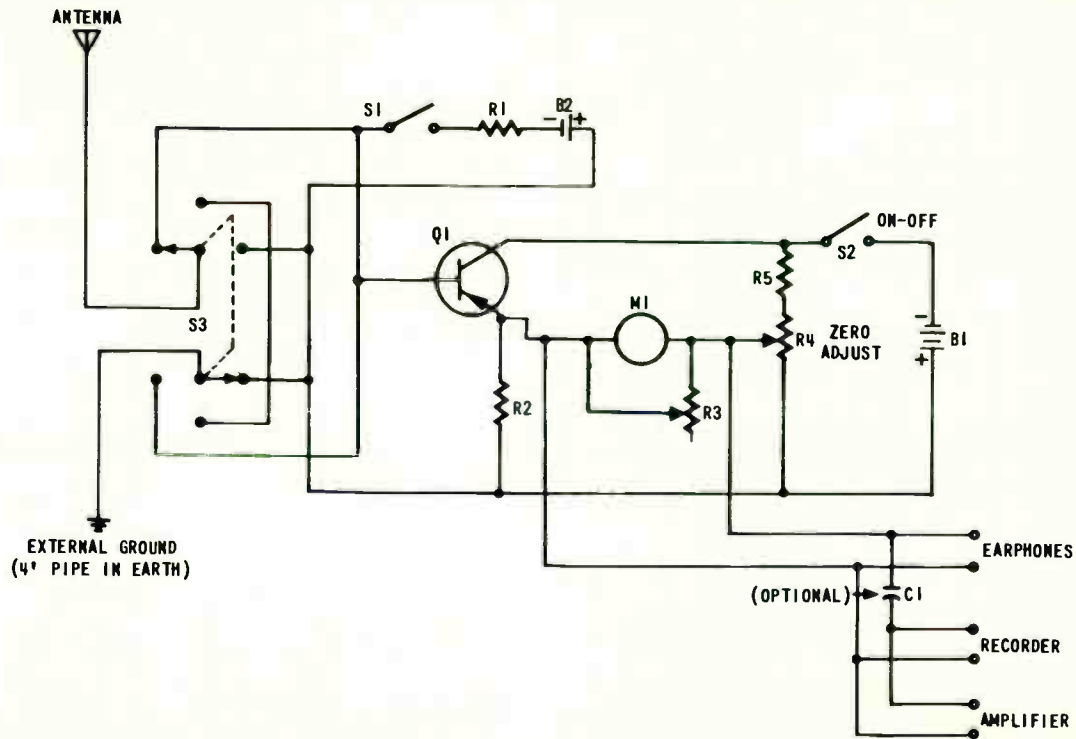 ANTENNA
S1
R1
- B2 +
Q1
ON-OFF
S2
R5
M1
S3
R4
ZERO
ADJUST
-
B1
+
R2
R3
EXTERNAL GROUND
(4' PIPE IN EARTH)
EARPHONES
(OPTIONAL)
C1
RECORDER
AMPLIFIER